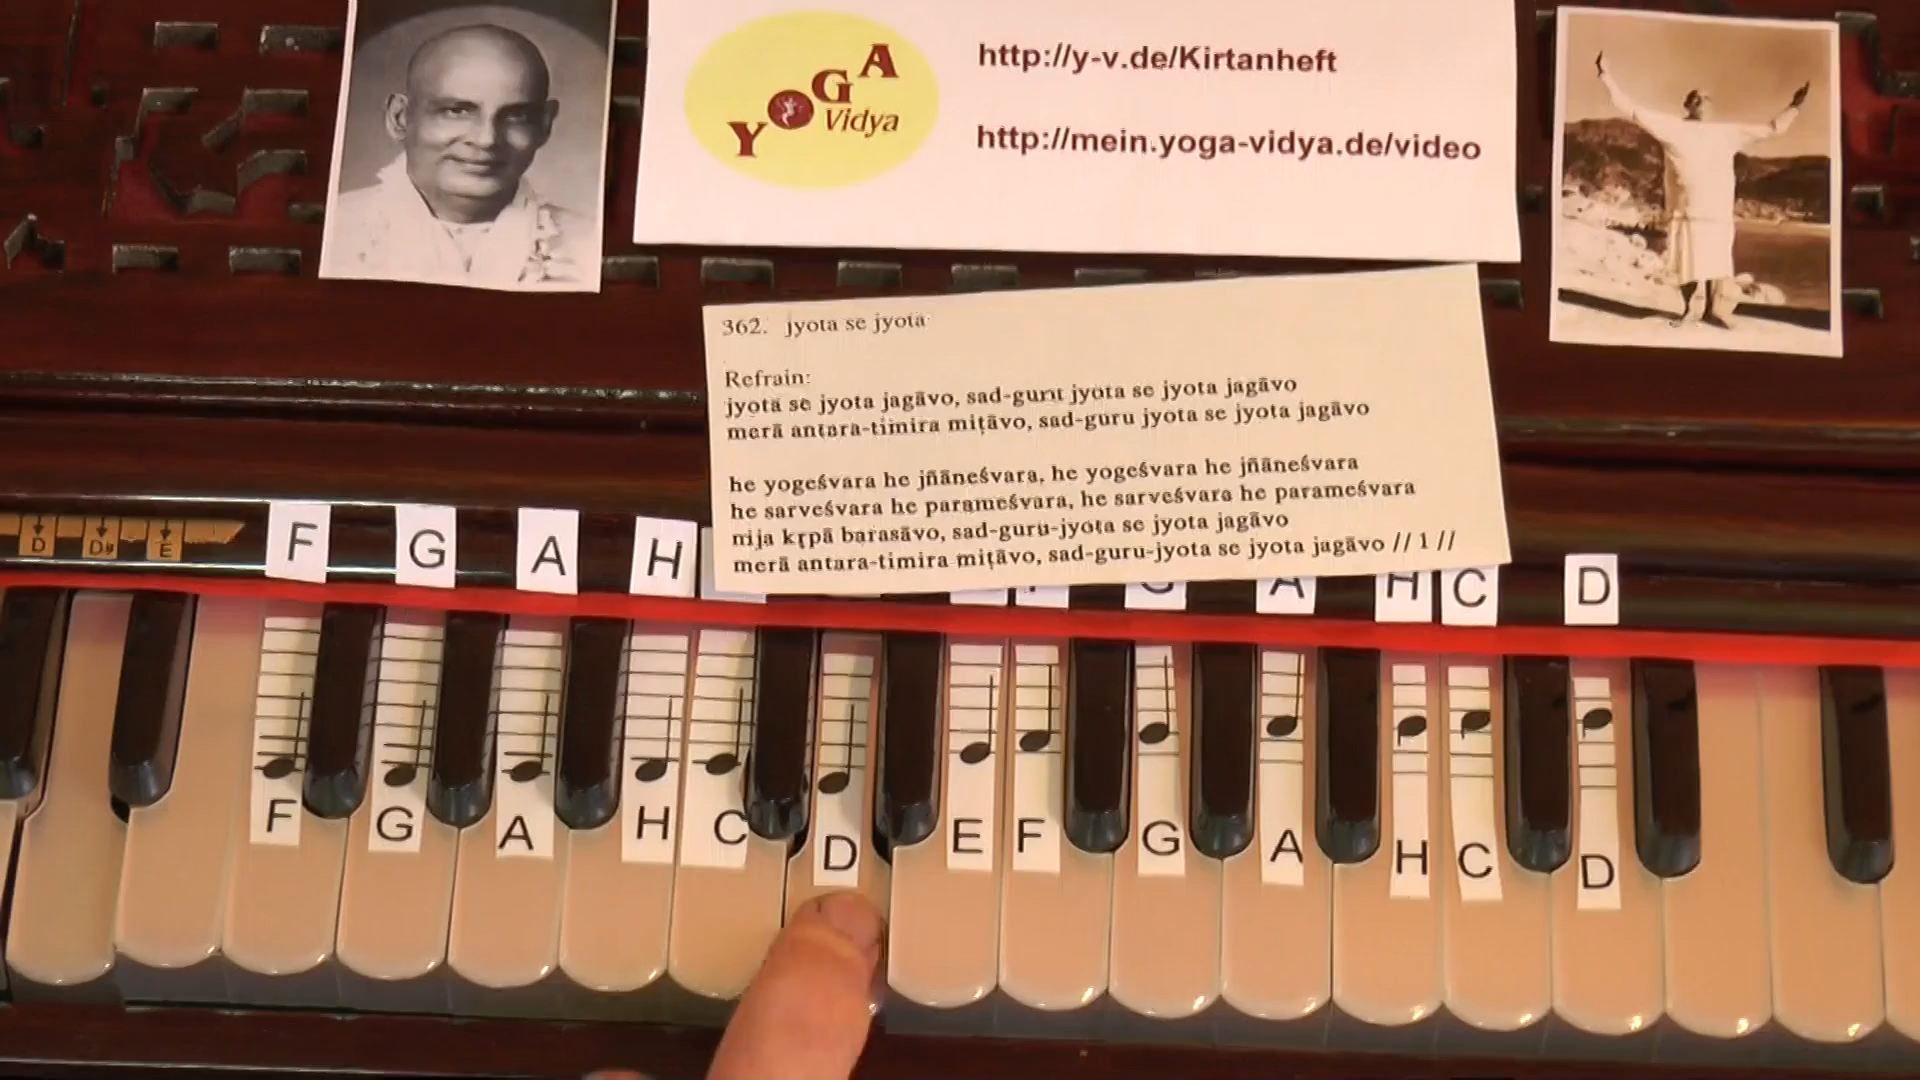 YOGA
Vidya
http://y-v.de/Kirtanheft
http://mein.yoga-vidya.de/video
362. jyota se jyota
Refrain:
jyota se jyota jagāvo, sad-guru jyota se jyota jagāvo
merā antara-timira miṭāvo, sad-guru jyota se jyota jagāvo
he yogeśvara he jñāneśvara, he yogeśvara he jñāneśvara
he sarveśvara he parameśvara, he sarveśvara he parameśvara
nija kṛpā barasāvo, sad-guru-jyota se jyota jagāvo
merā antara-timira miṭāvo, sad-guru-jyota se jyota jagāvo // 1 //
D D# E F G A H G A H C D
F G A H C D E F G A H C D